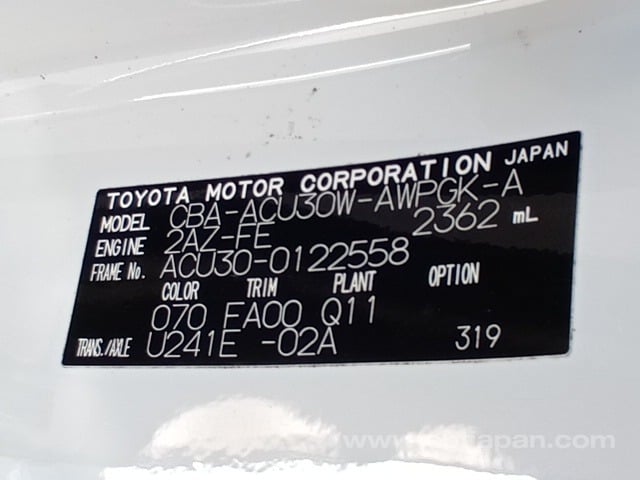 TOYOTA MOTOR CORPORATION JAPAN
MODEL CBA-ACU30W-AWPGK-A
ENGINE 2AZ-FE 2362 mL
FRAME No. ACU30-0122558
COLOR TRIM PLANT OPTION
070 FA00 Q11
TRANS./AXLE U241E -02A 319